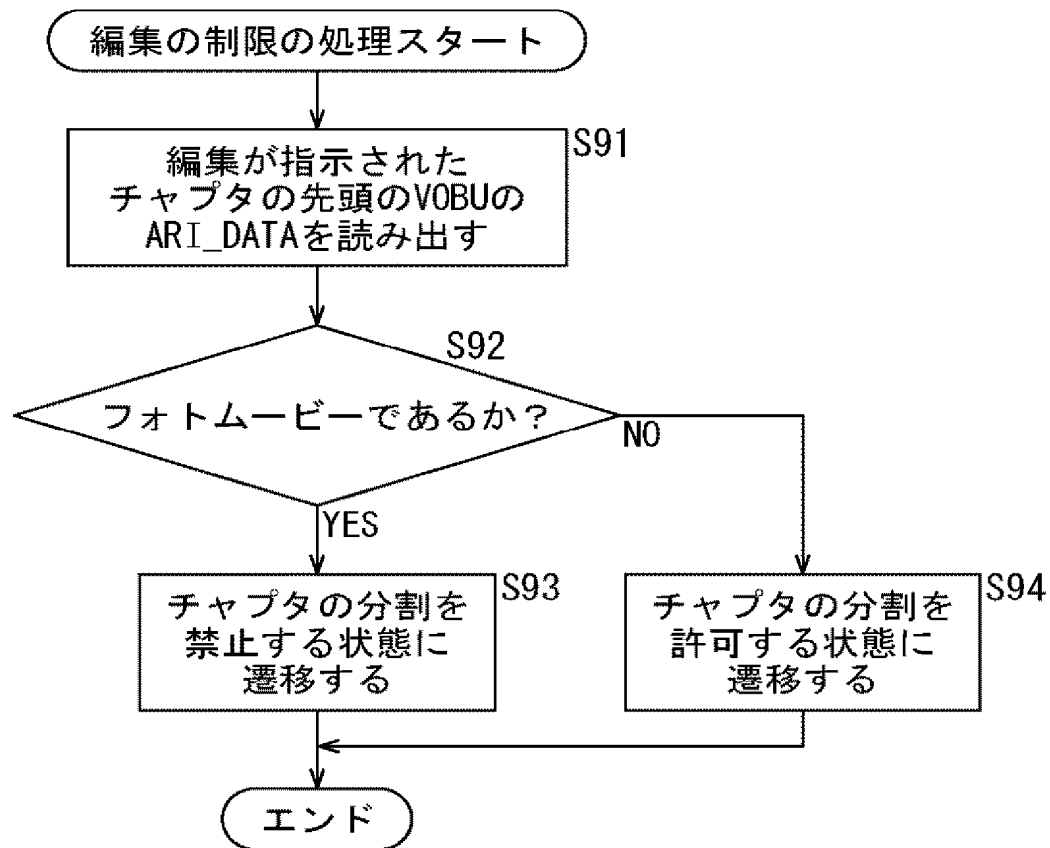 編集の制限の処理スタート
S91
編集が指示された
チャプタの先頭のVOBUの
ARI_DATAを読み出す
S92
フォトムービーであるか?
NO
YES
S93
チャプタの分割を
禁止する状態に
遷移する
S94
チャプタの分割を
許可する状態に
遷移する
エンド